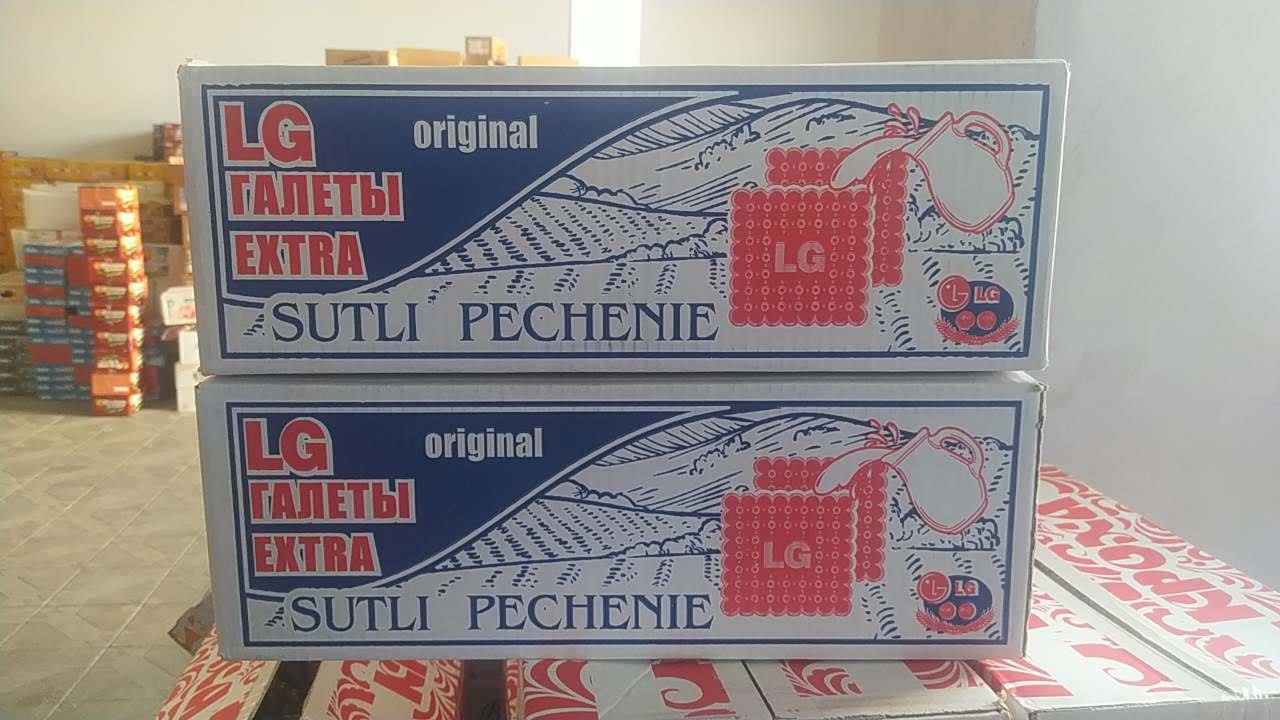 LG
original
ГАЛЕТЫ
EXTRA
LG
LG
SUTLI PECHENIE
LG
original
ГАЛЕТЫ
EXTRA
LG
LG
SUTLI PECHENIE